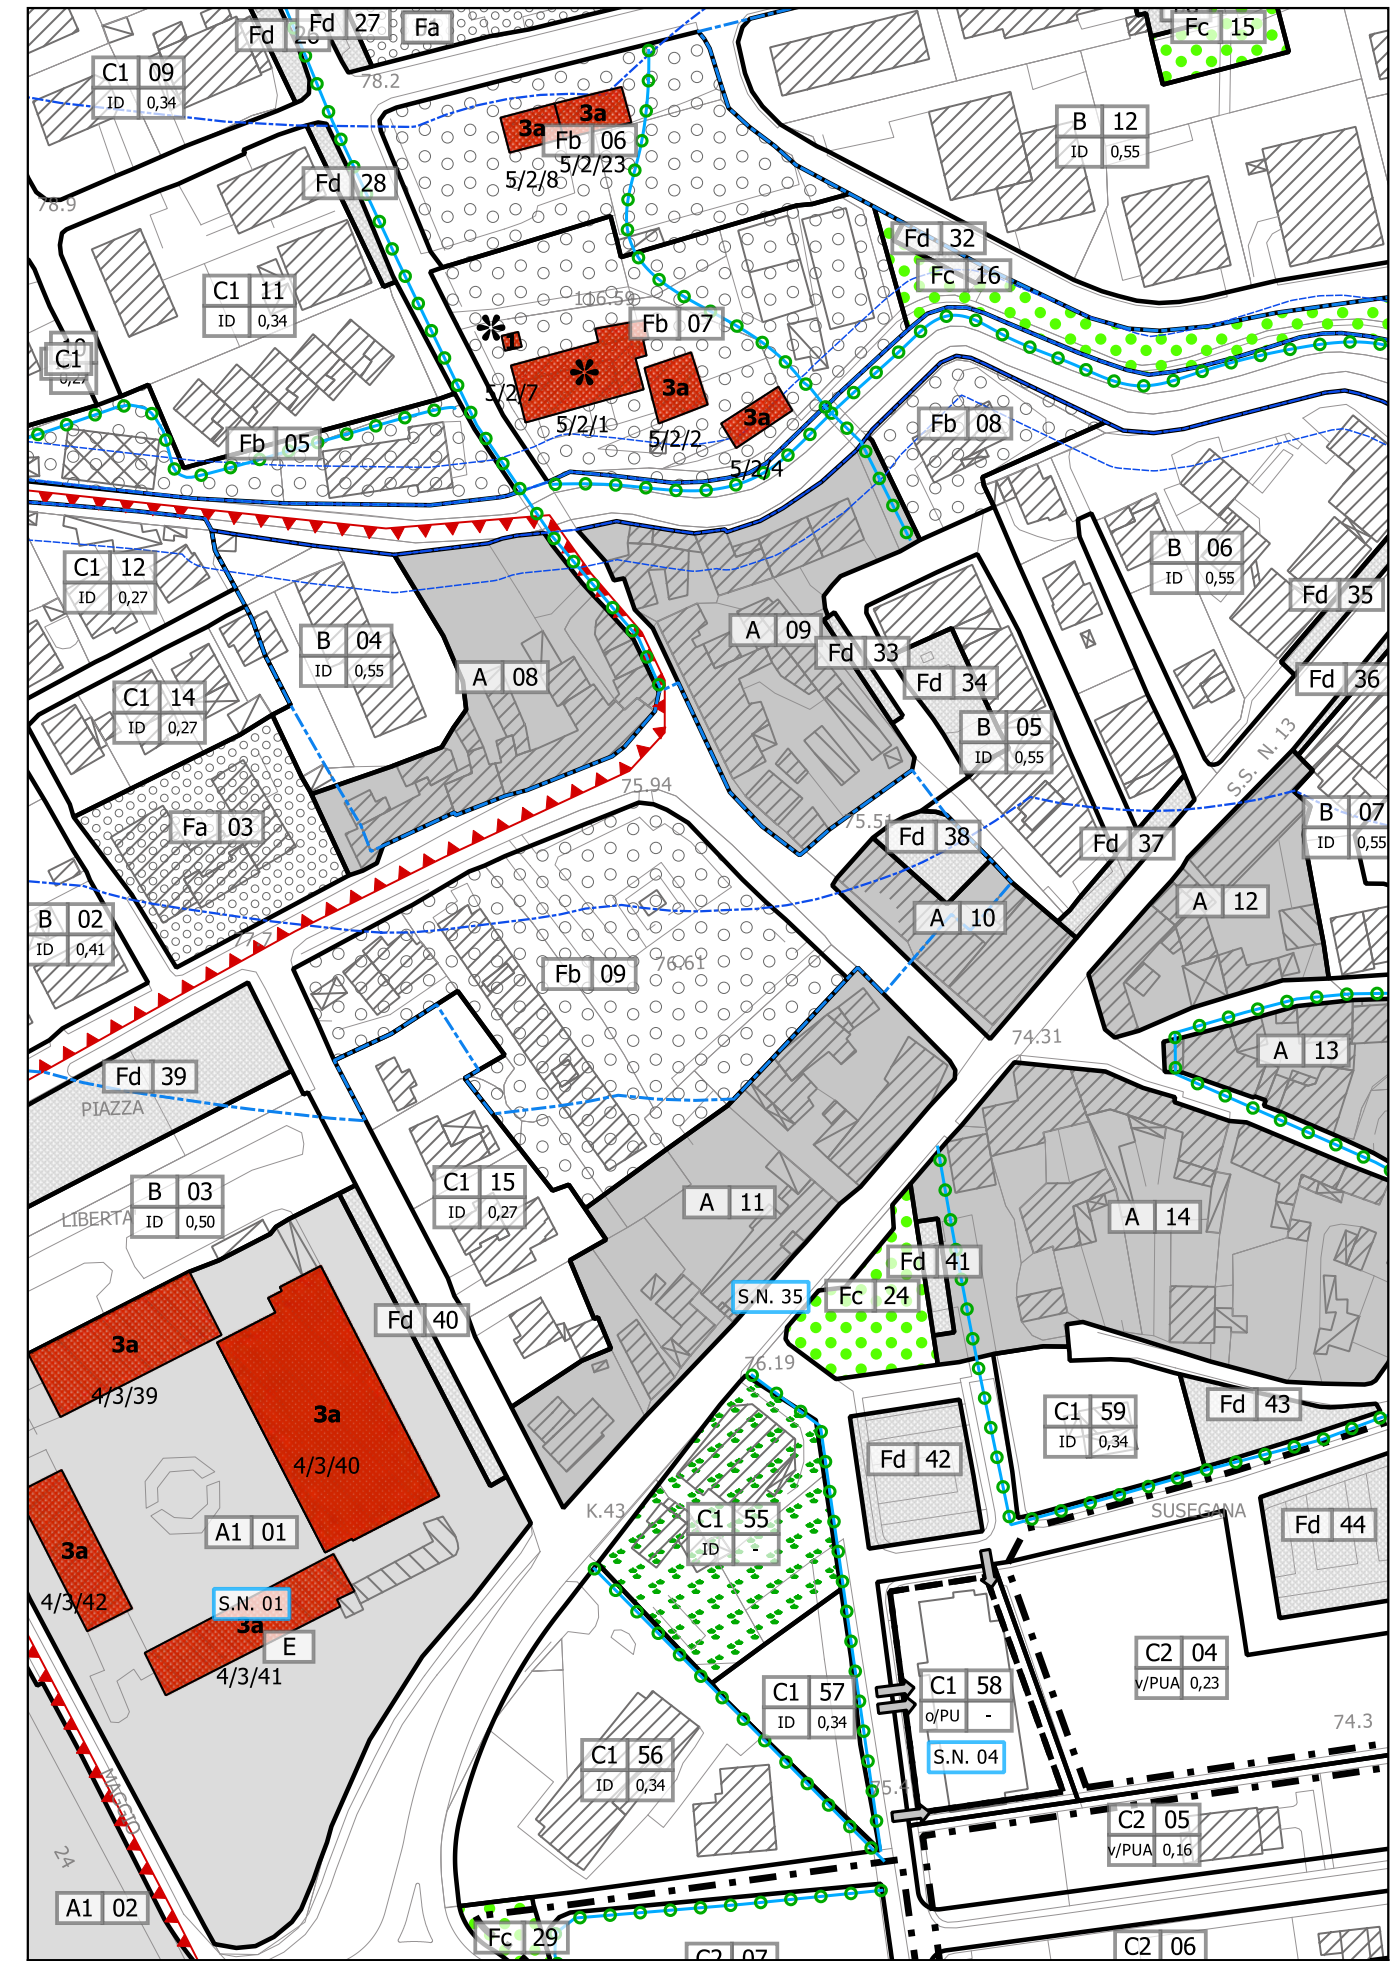 Fd 27
Fa
Fc 15
C1 09
ID 0,34
78.2
3a
3a
Fb 06
5/2/23
5/2/8
B 12
ID 0,55
Fd 28
78.9
Fd 32
Fc 16
C1 11
ID 0,34
116.59
Fb 07
C1
5/2/7
3a
3a
5/2/1
5/2/2
5/2/4
Fb 05
Fb 08
C1 12
ID 0,27
B 06
ID 0,55
Fd 35
B 04
ID 0,55
A 08
A 09
Fd 33
Fd 34
Fd 36
C1 14
ID 0,27
B 05
ID 0,55
S.S. N. 13
75.94
75.51
Fa 03
Fd 38
Fd 37
B 07
ID 0,55
A 12
A 10
B 02
ID 0,41
77.7
Fb 09
76.61
74.31
A 13
Fd 39
PIAZZA
B 03
ID 0,50
LIBERTA
C1 15
ID 0,27
A 11
A 14
Fd 41
S.N. 35
Fc 24
Fd 40
3a
4/3/39
76.19
3a
4/3/40
C1 59
ID 0,34
Fd 43
Fd 42
K.43
SUSEGANA
C1 55
ID -
Fd 44
A1 01
3a
4/3/42
S.N. 01
3a
E
4/3/41
C2 04
v/PUA 0,23
C1 57
ID 0,34
C1 58
o/PU -
S.N. 04
74.3
C1 56
ID 0,34
75.4
MAGGIO
24
C2 05
v/PUA 0,16
A1 02
Fc 29
C2 07
C2 06